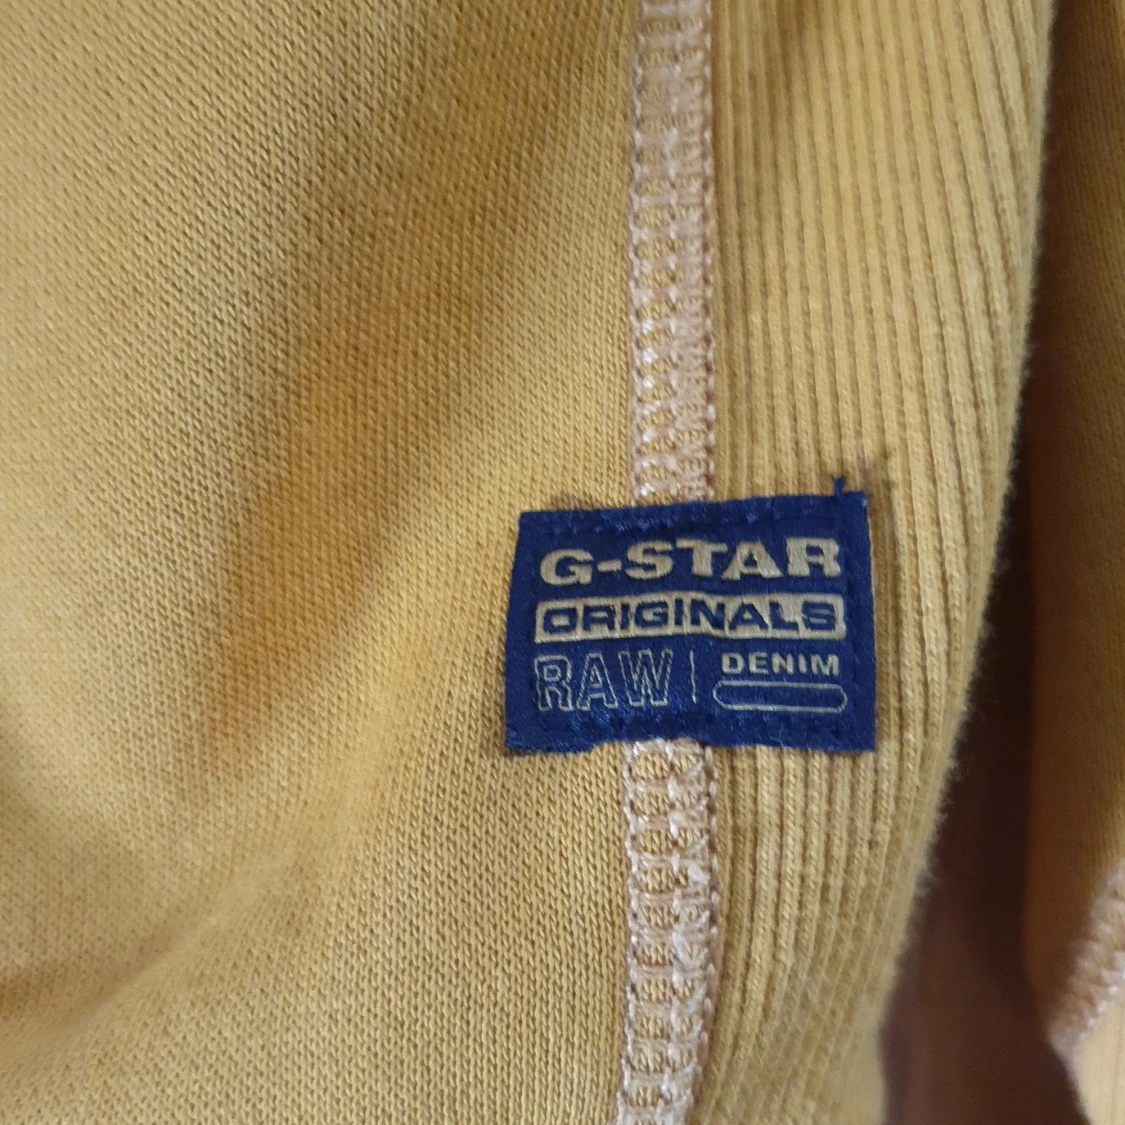 G-STAR
ORIGINALS
RAW | DENIM